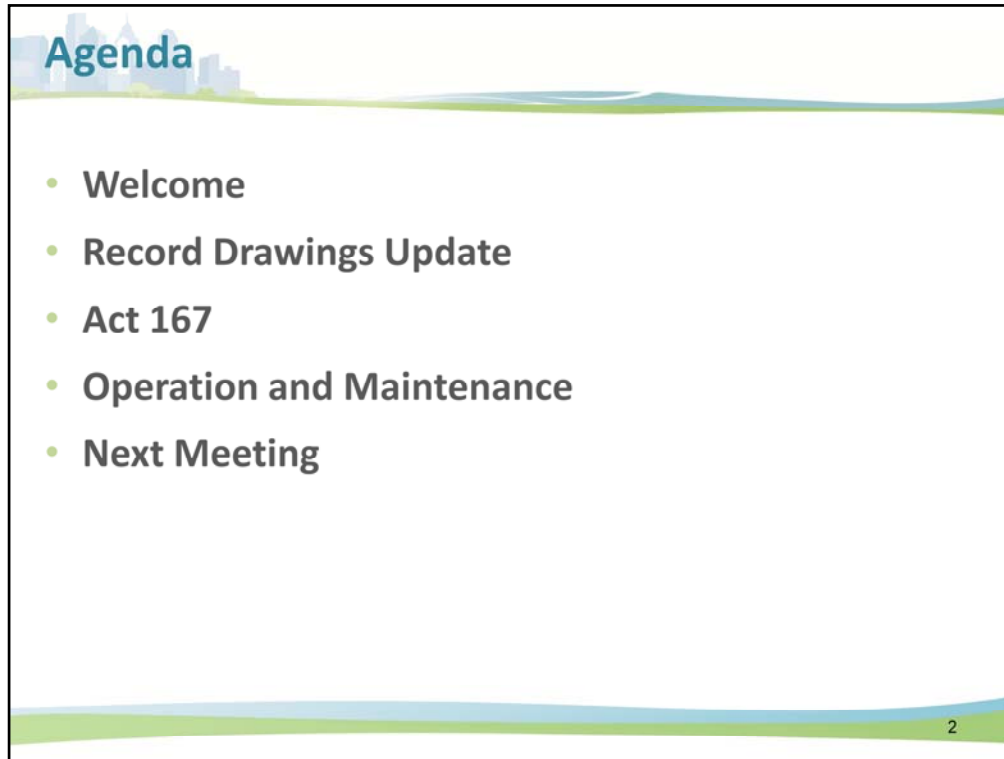 Agenda
• Welcome
• Record Drawings Update
• Act 167
• Operation and Maintenance
• Next Meeting
2